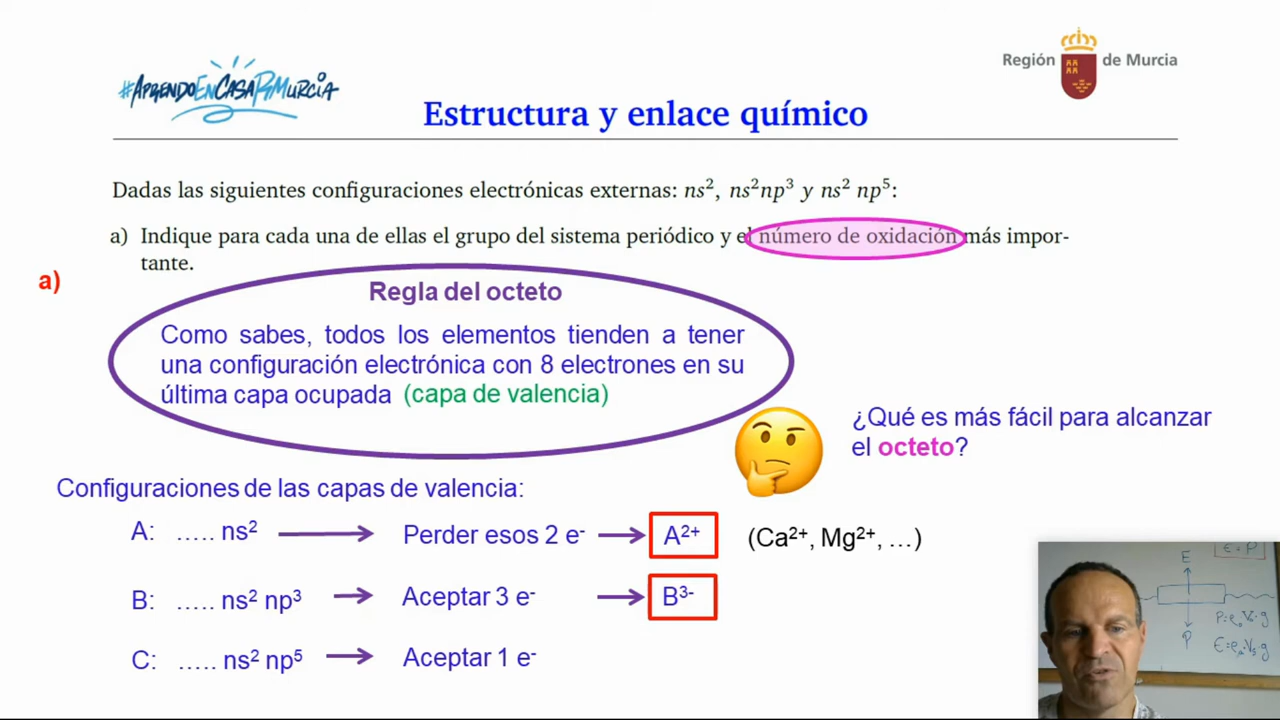 #APRENDOENCASARMURCIA
Región de Murcia
Estructura y enlace químico
Dadas las siguientes configuraciones electrónicas externas: ns², ns²np³ y ns² np⁵:
a) Indique para cada una de ellas el grupo del sistema periódico y el número de oxidación más impor-
tante.
a)
Regla del octeto
Como sabes, todos los elementos tienden a tener
una configuración electrónica con 8 electrones en su
última capa ocupada (capa de valencia)
¿Qué es más fácil para alcanzar
el octeto?
Configuraciones de las capas de valencia:
A: ….. ns² → Perder esos 2 e⁻ → A²⁺ (Ca²⁺, Mg²⁺, …)
B: ….. ns² np³ → Aceptar 3 e⁻ → B³⁻
C: ….. ns² np⁵ → Aceptar 1 e⁻
E = P
E
P